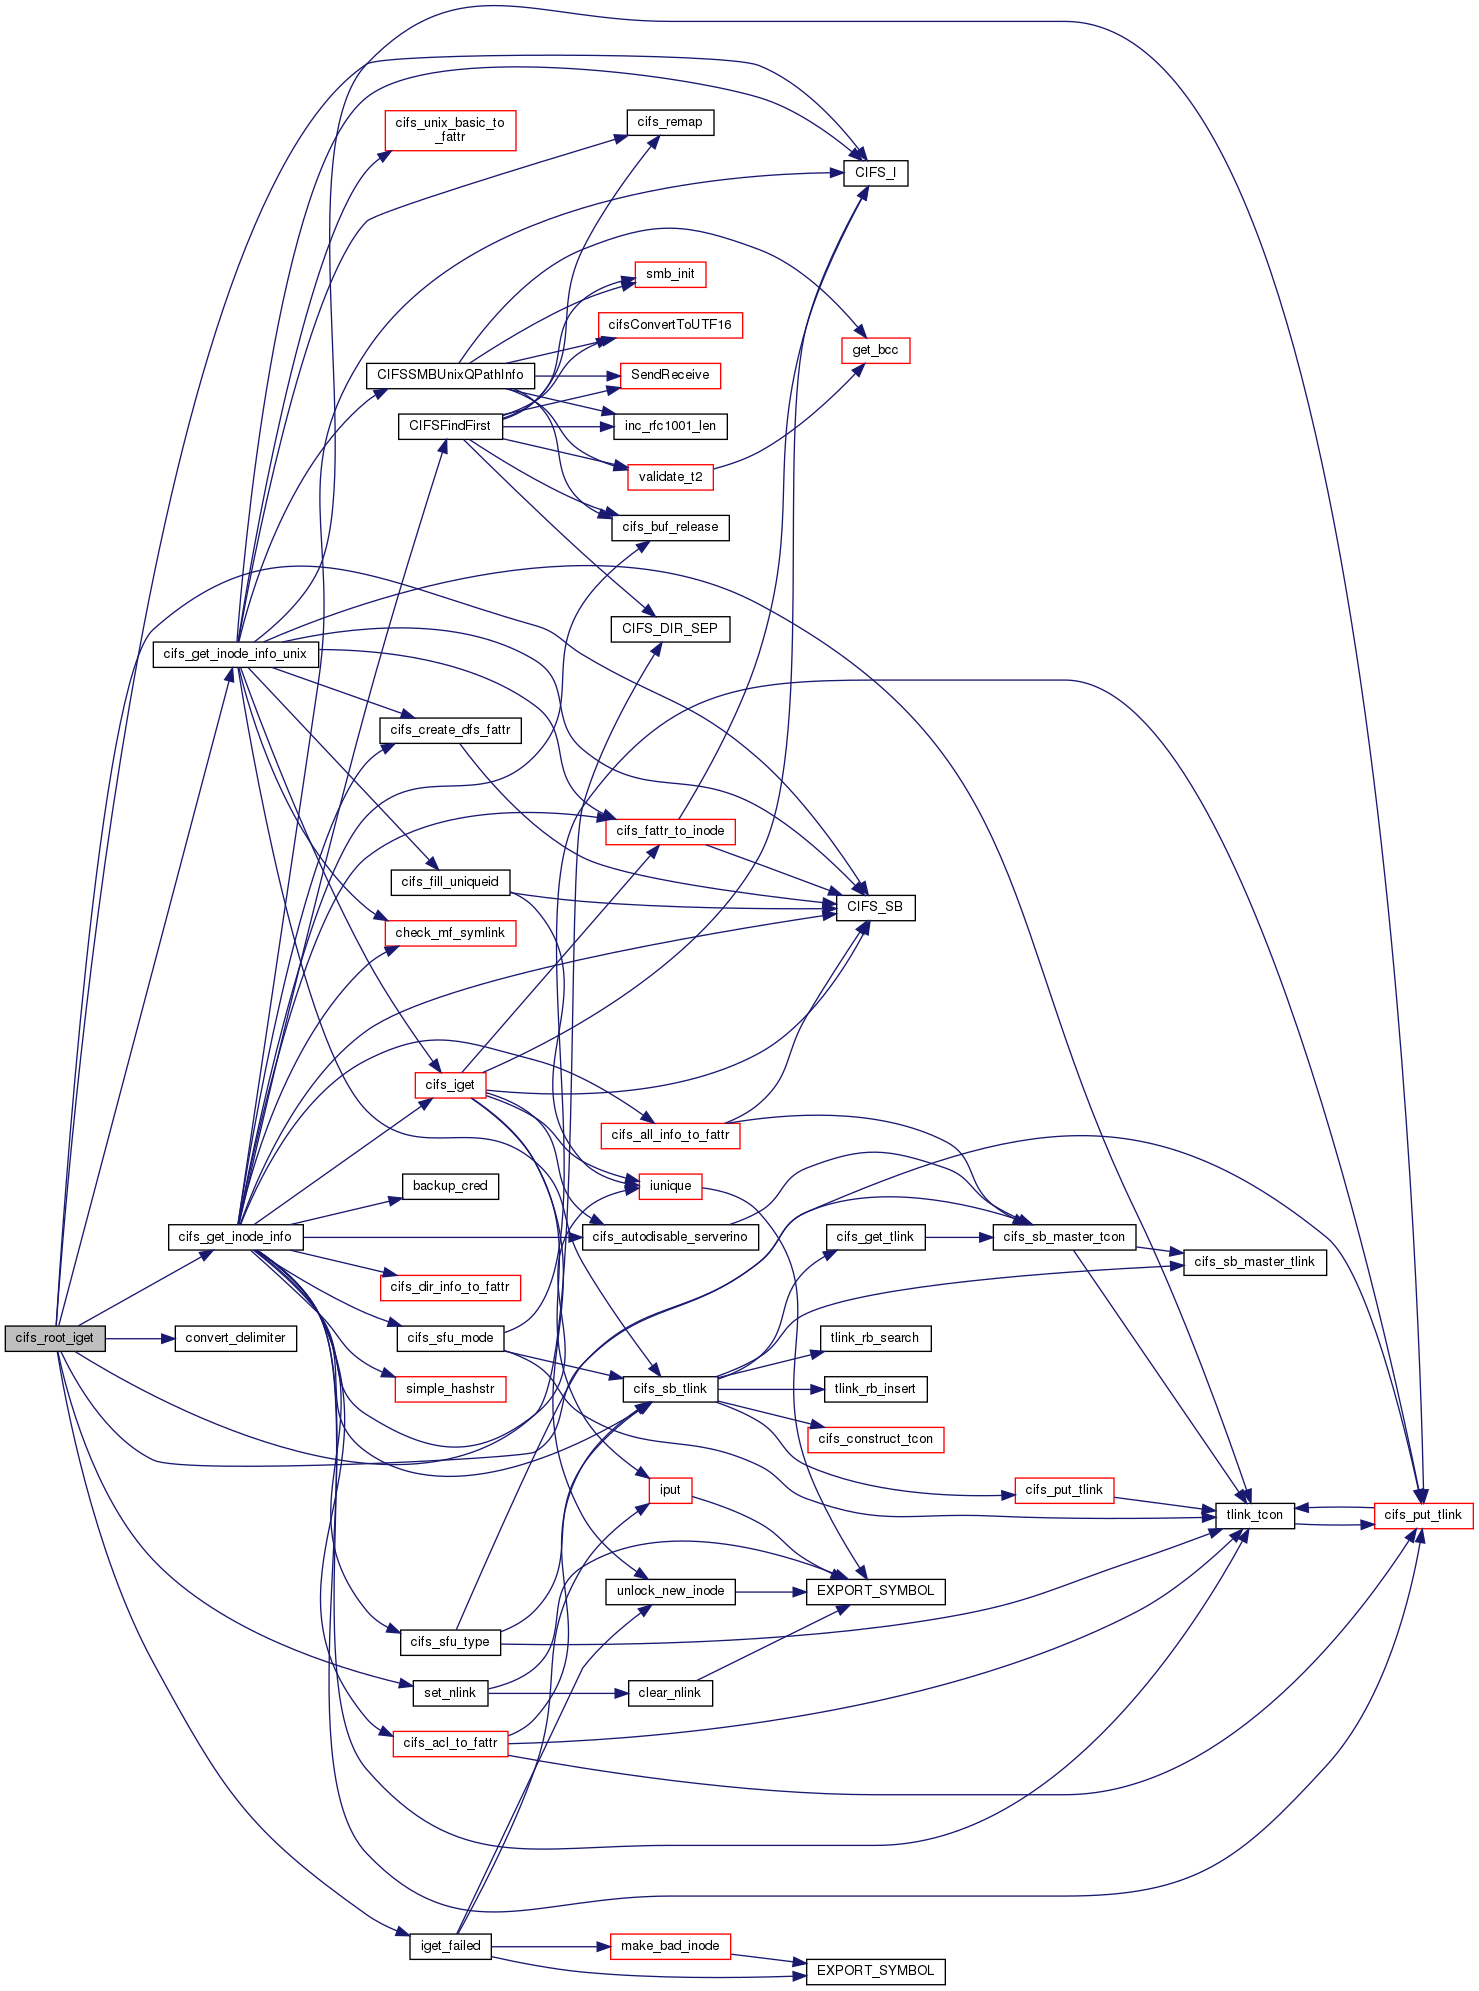 cifs_unix_basic_to
_fattr
cifs_remap
CIFS_I
smb_init
cifsConvertToUTF16
get_bcc
CIFSSMBUnixQPathInfo
SendReceive
CIFSFindFirst
inc_rfc1001_len
validate_t2
cifs_buf_release
CIFS_DIR_SEP
cifs_get_inode_info_unix
cifs_create_dfs_fattr
cifs_fattr_to_inode
cifs_fill_uniqueid
CIFS_SB
check_mf_symlink
cifs_iget
cifs_all_info_to_fattr
backup_cred
iunique
cifs_get_inode_info
cifs_autodisable_serverino
cifs_get_tlink
cifs_sb_master_tcon
cifs_sb_master_tlink
cifs_dir_info_to_fattr
cifs_root_iget
convert_delimiter
cifs_sfu_mode
tlink_rb_search
simple_hashstr
cifs_sb_tlink
tlink_rb_insert
cifs_construct_tcon
iput
cifs_put_tlink
tlink_tcon
cifs_put_tlink
unlock_new_inode
EXPORT_SYMBOL
cifs_sfu_type
set_nlink
clear_nlink
cifs_acl_to_fattr
iget_failed
make_bad_inode
EXPORT_SYMBOL